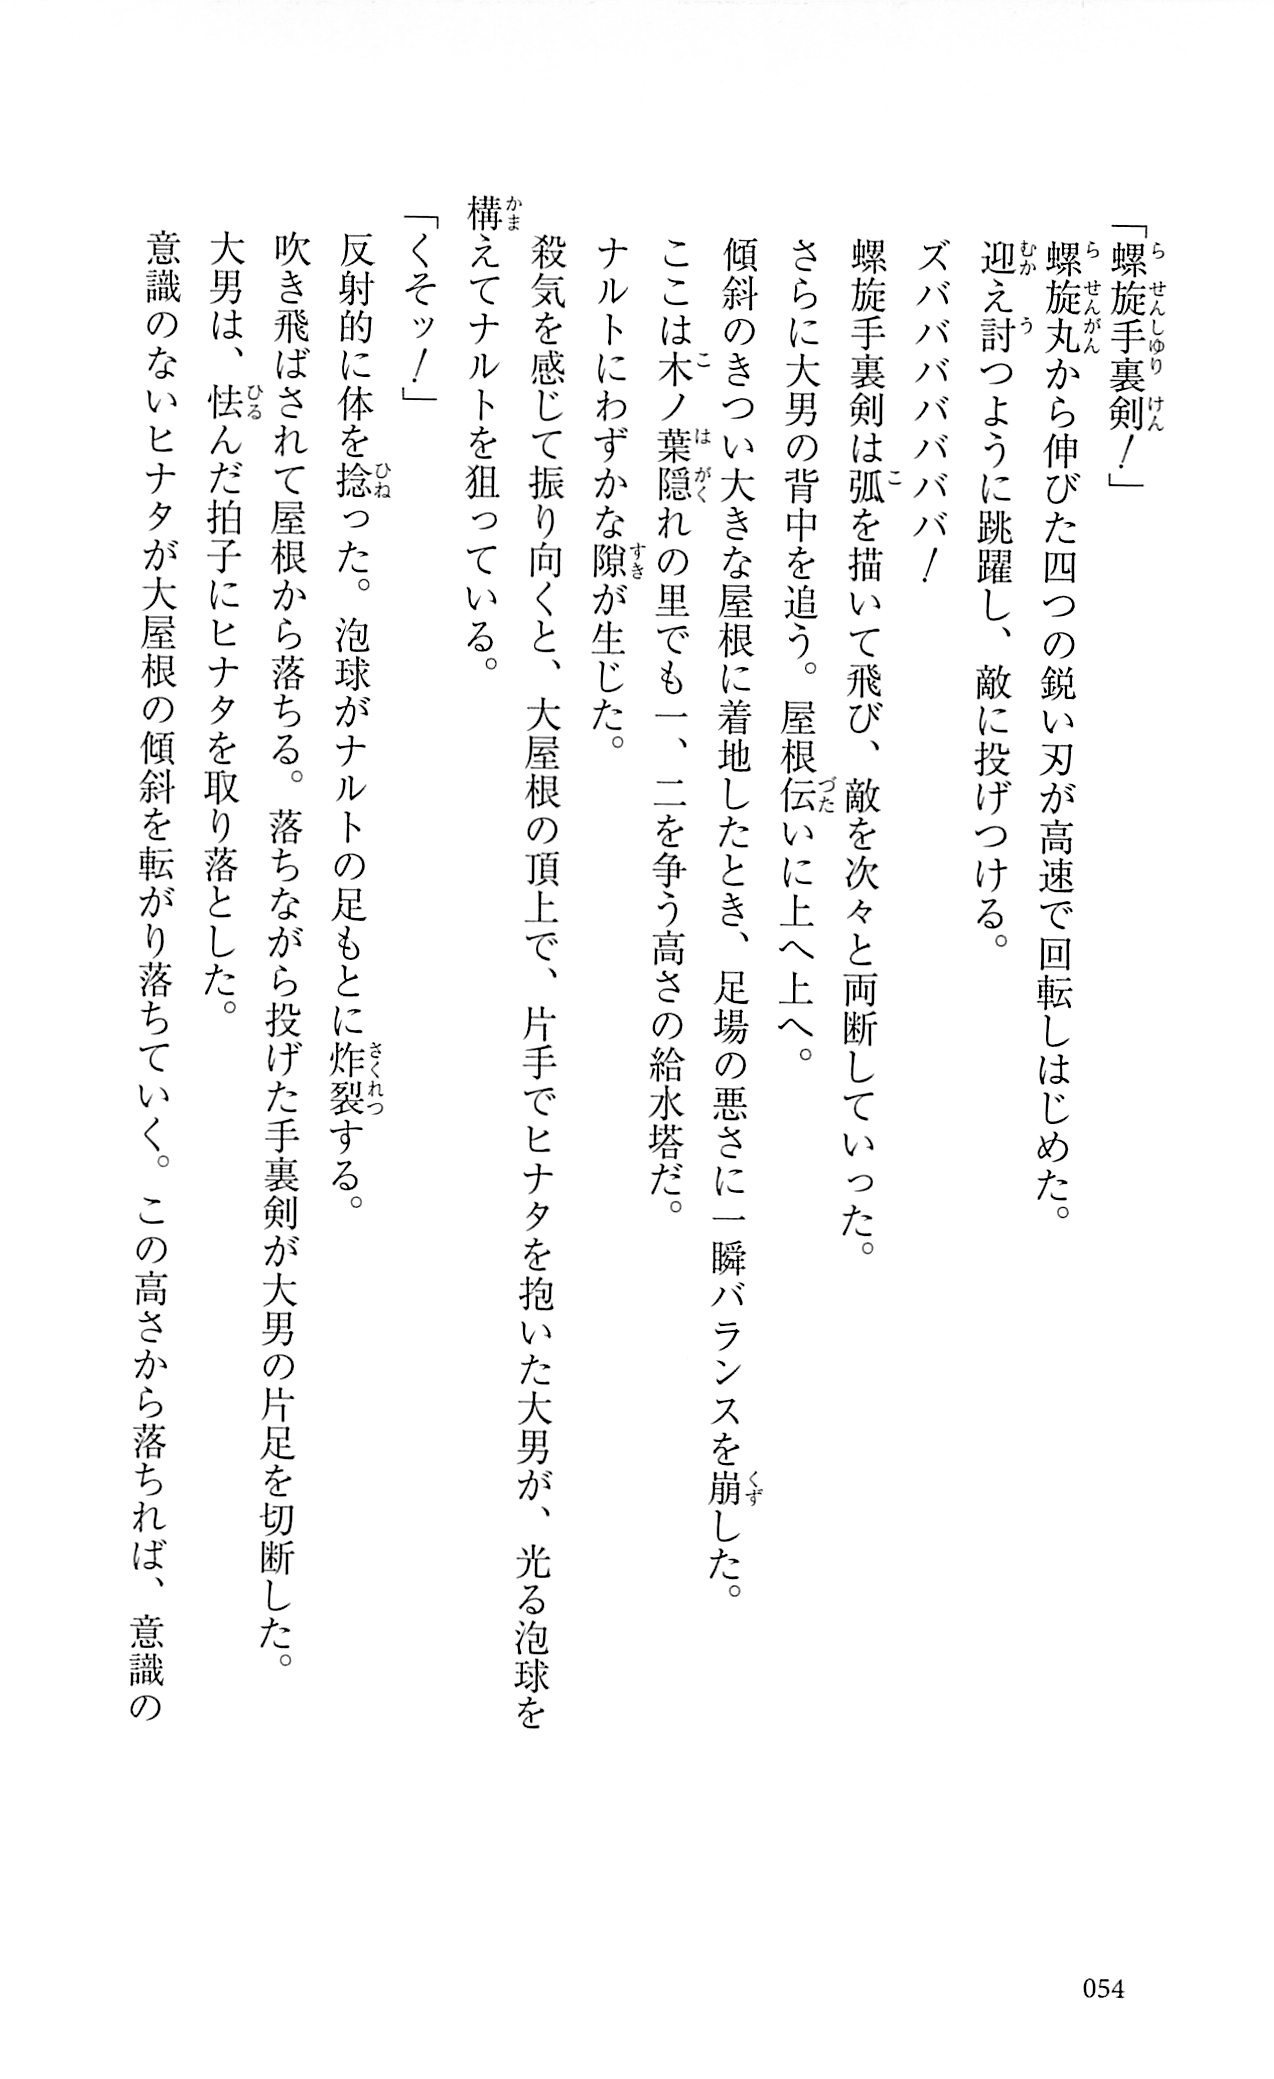 「螺旋手裏剣！」
螺旋丸から伸びた四つの鋭い刃が高速で回転しはじめた。
迎え討つように跳躍し、敵に投げつける。
ズバババババババ！
螺旋手裏剣は弧を描いて飛び、敵を次々と両断していった。
さらに大男の背中を追う。屋根伝いに上へ上へ。
傾斜のきつい大きな屋根に着地したとき、足場の悪さに一瞬バランスを崩した。
ここは木ノ葉隠れの里でも一、二を争う高さの給水塔だ。
ナルトにわずかな隙が生じた。
殺気を感じて振り向くと、大屋根の頂上で、片手でヒナタを抱いた大男が、光る泡球を
構えてナルトを狙っている。
「くそッ！」
反射的に体を捻った。泡球がナルトの足もとに炸裂する。
吹き飛ばされて屋根から落ちる。落ちながら投げた手裏剣が大男の片足を切断した。
大男は、怯んだ拍子にヒナタを取り落とした。
意識のないヒナタが大屋根の傾斜を転がり落ちていく。この高さから落ちれば、意識の
054